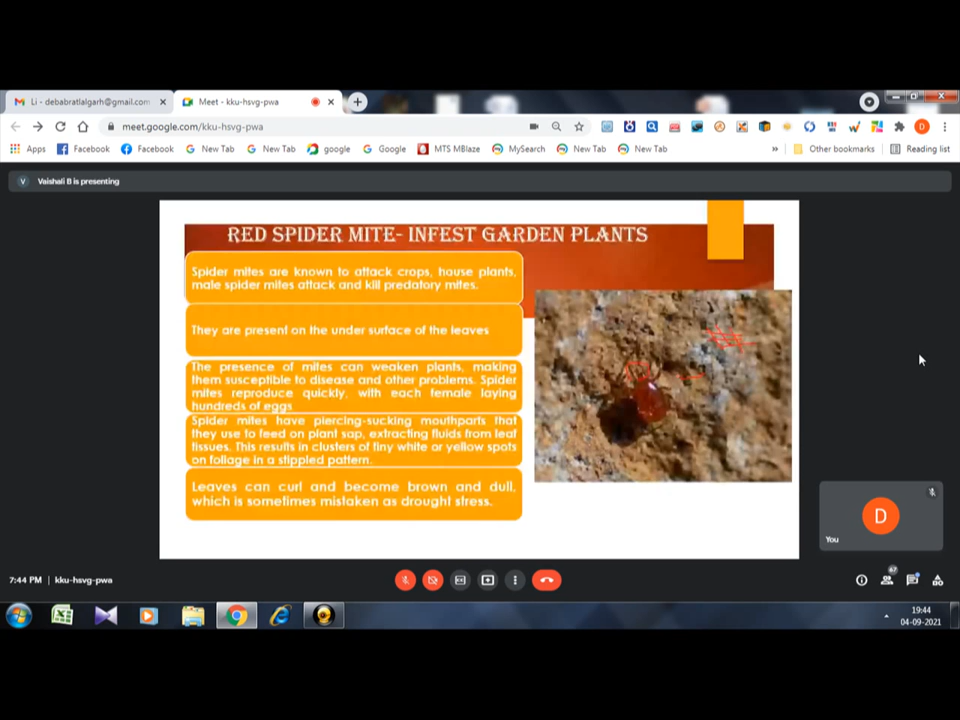 Li - debabratlalgarh@gmail.com
Meet - kku-hsvg-pwa
meet.google.com/kku-hsvg-pwa
D
Apps Facebook Facebook New Tab New Tab google Google MTS MBlaze MySearch New Tab New Tab » Other bookmarks Reading list
V Vaishali B is presenting
RED SPIDER MITE- INFEST GARDEN PLANTS
Spider mites are known to attack crops, house plants,
male spider mites attack and kill predatory mites.
They are present on the under surface of the leaves
The presence of mites can weaken plants, making
them susceptible to disease and other problems. Spider
mites reproduce quickly, with each female laying
hundreds of eggs
Spider mites have piercing-sucking mouthparts that
they use to feed on plant sap, extracting fluids from leaf
tissues. This results in clusters of tiny white or yellow spots
on foliage in a stippled pattern.
Leaves can curl and become brown and dull,
which is sometimes mistaken as drought stress.
D
You
7:44 PM | kku-hsvg-pwa
67
19:44
04-09-2021